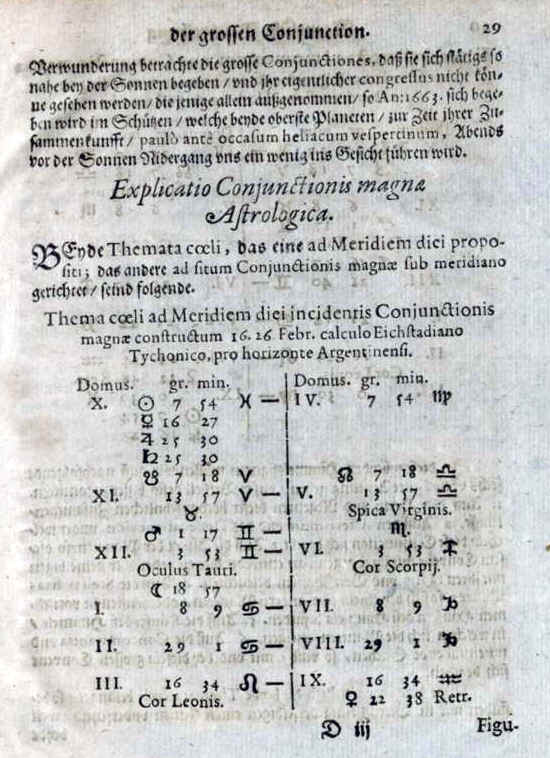 der grossen Conjunction. 29
Verwunderung betrachte die grosse Conjunctiones, daß sie sich stätigs so
nahe bey der Sonnen begeben / vnd ihr eigentlicher congressus nicht kön-
ne gesehen werden / die jenige allein außgenommen / so An: 1663. sich bege-
ben wird im Schützen / welche beyde oberste Planeten / zur Zeit jhrer Zu-
sammenkunfft / paulò antè occasum heliacum vespertinum, Abends
vor der Sonnen Nidergang vns ein wenig ins Gesicht führen wird.
Explicatio Conjunctionis magnæ
Astrologica.
BEyde Themata cœli, das eine ad Meridiem diei propo-
siti; das andere ad situm Conjunctionis magnæ sub meridiano
gerichtet / seind folgende.
Thema cœli ad Meridiem diei incidentis Conjunctionis
magnæ constructum 16. 26 Febr. calculo Eichstadiano
Tychonico, pro horizonte Argentinensi.
Domus. gr. min. Domus. gr. min.
X. ☉ 7 54 ♓ — IV. 7 54 ♍
☿ 16 27
♃ 25 30
♄ 25 30
☋ 7 18 ♈ ☊ 7 18 ♎
XI. 13 57 ♈ — V. 13 57 ♎
♉. Spica Virginis.
♂ 1 17 ♊ — ♏.
XII. 3 53 ♊ — VI. 3 53 ♐
Oculus Tauri. Cor Scorpij.
☾ 18 57
I. 8 9 ♋ — VII. 8 9 ♑
II. 29 1 ♋ — VIII. 29 1 ♑
III. 16 34 ♌ — IX. 16 34 ♒
Cor Leonis. ♀ 22 38 Retr.
D iij Figu-